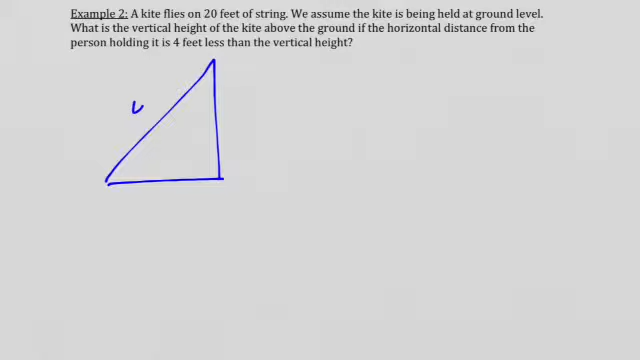 Example 2: A kite flies on 20 feet of string. We assume the kite is being held at ground level.
What is the vertical height of the kite above the ground if the horizontal distance from the
person holding it is 4 feet less than the vertical height?